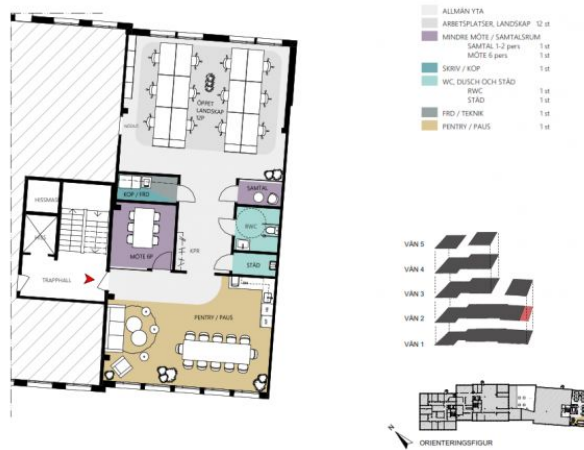 ALLMÄN YTA
ARBETSPLATSER, LANDSKAP 12 st
MINDRE MÖTE / SAMTALSRUM
SAMTAL 1-2 pers 1 st
MÖTE 6 pers 1 st
SKRIV / KOP 1 st
WC, DUSCH OCH STÄD
RWC 1 st
STÄD 1 st
FRD / TEKNIK 1 st
PENTRY / PAUS 1 st
ÖPPET
LANDSKAP
12P
KOP / FRD
SAMTAL
HISSMASK
HISS
RWC
MÖTE 6P
KPR
STÄD
TRAPPHALL
PENTRY / PAUS
VÅN 5
VÅN 4
VÅN 3
VÅN 2
VÅN 1
N
ORIENTERINGSFIGUR